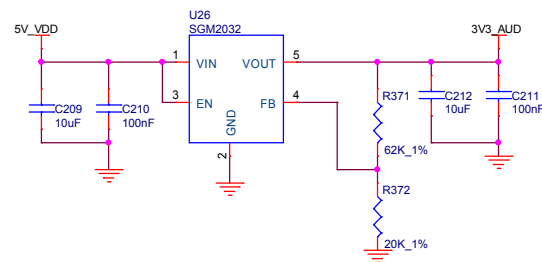 U26
SGM2032
5V_VDD
3V3_AUD
1
VIN
VOUT
5
3
EN
FB
4
GND
2
C209
10uF
C210
100nF
R371
62K_1%
C212
10uF
C211
100nF
R372
20K_1%